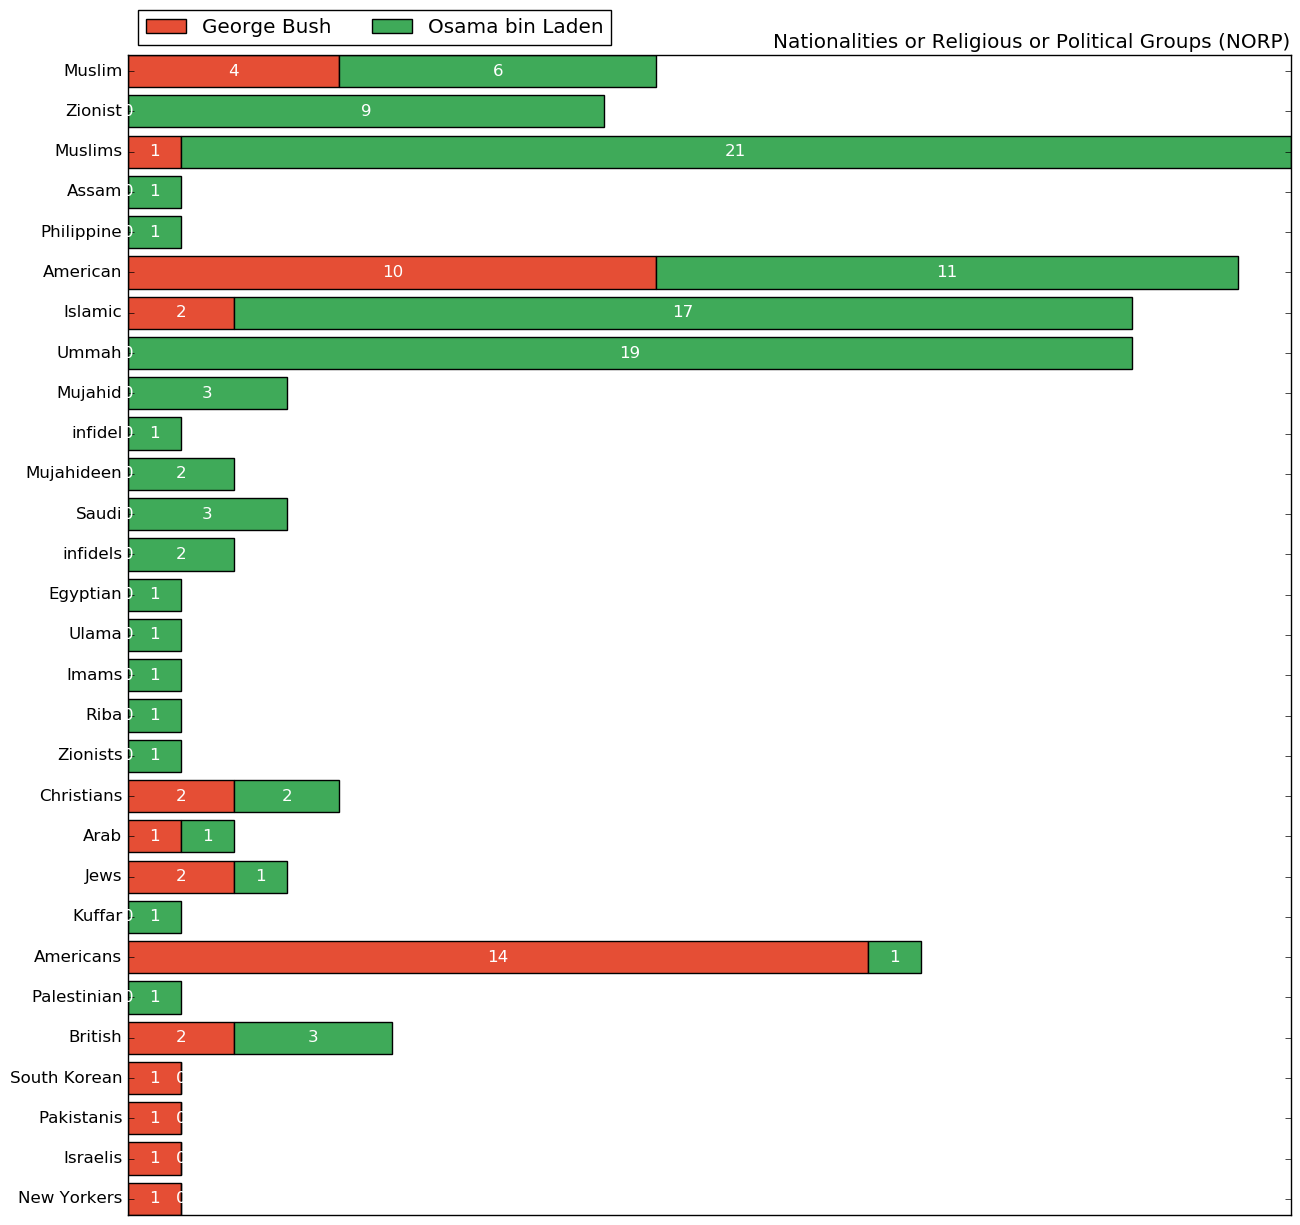 George Bush Osama bin Laden
Nationalities or Religious or Political Groups (NORP)
Muslim 4 6
Zionist 0 9
Muslims 1 21
Assam 0 1
Philippine 0 1
American 10 11
Islamic 2 17
Ummah 0 19
Mujahid 0 3
infidel 0 1
Mujahideen 0 2
Saudi 0 3
infidels 0 2
Egyptian 0 1
Ulama 0 1
Imams 0 1
Riba 0 1
Zionists 0 1
Christians 2 2
Arab 1 1
Jews 2 1
Kuffar 0 1
Americans 14 1
Palestinian 0 1
British 2 3
South Korean 1 0
Pakistanis 1 0
Israelis 1 0
New Yorkers 1 0